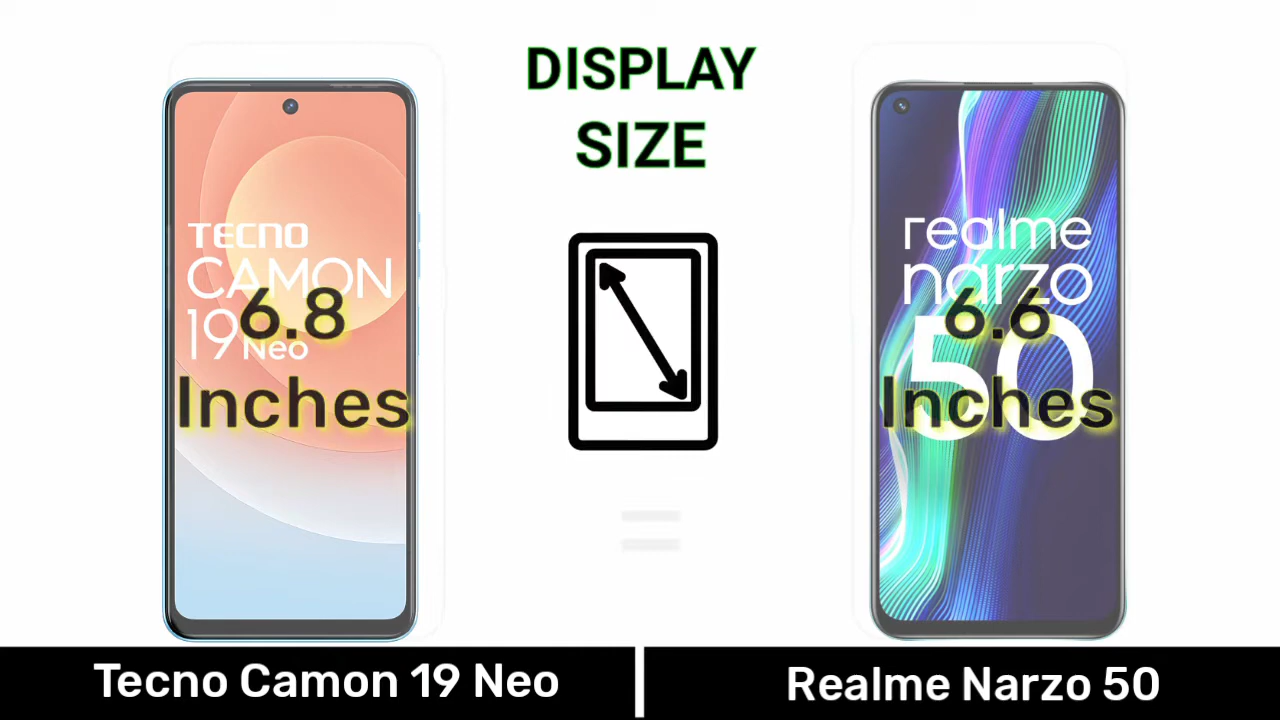 DISPLAY
SIZE
TECNO
CAMON
19 Neo
6.8
Inches
realme
narzo
50
6.6
Inches
=
Tecno Camon 19 Neo
Realme Narzo 50